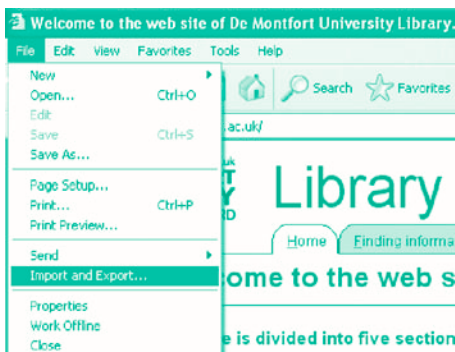 Welcome to the web site of De Montfort University Library.
File Edit View Favorites Tools Help
New
Open... Ctrl+O
Search Favorites
Edit
Save Ctrl+S
.ac.uk/
Save As...
uk
Page Setup...
Print... Ctrl+P
Print Preview...
Library
Home Finding informa
Send
Import and Export...
ome to the web s
Properties
Work Offline
Close
e is divided into five section